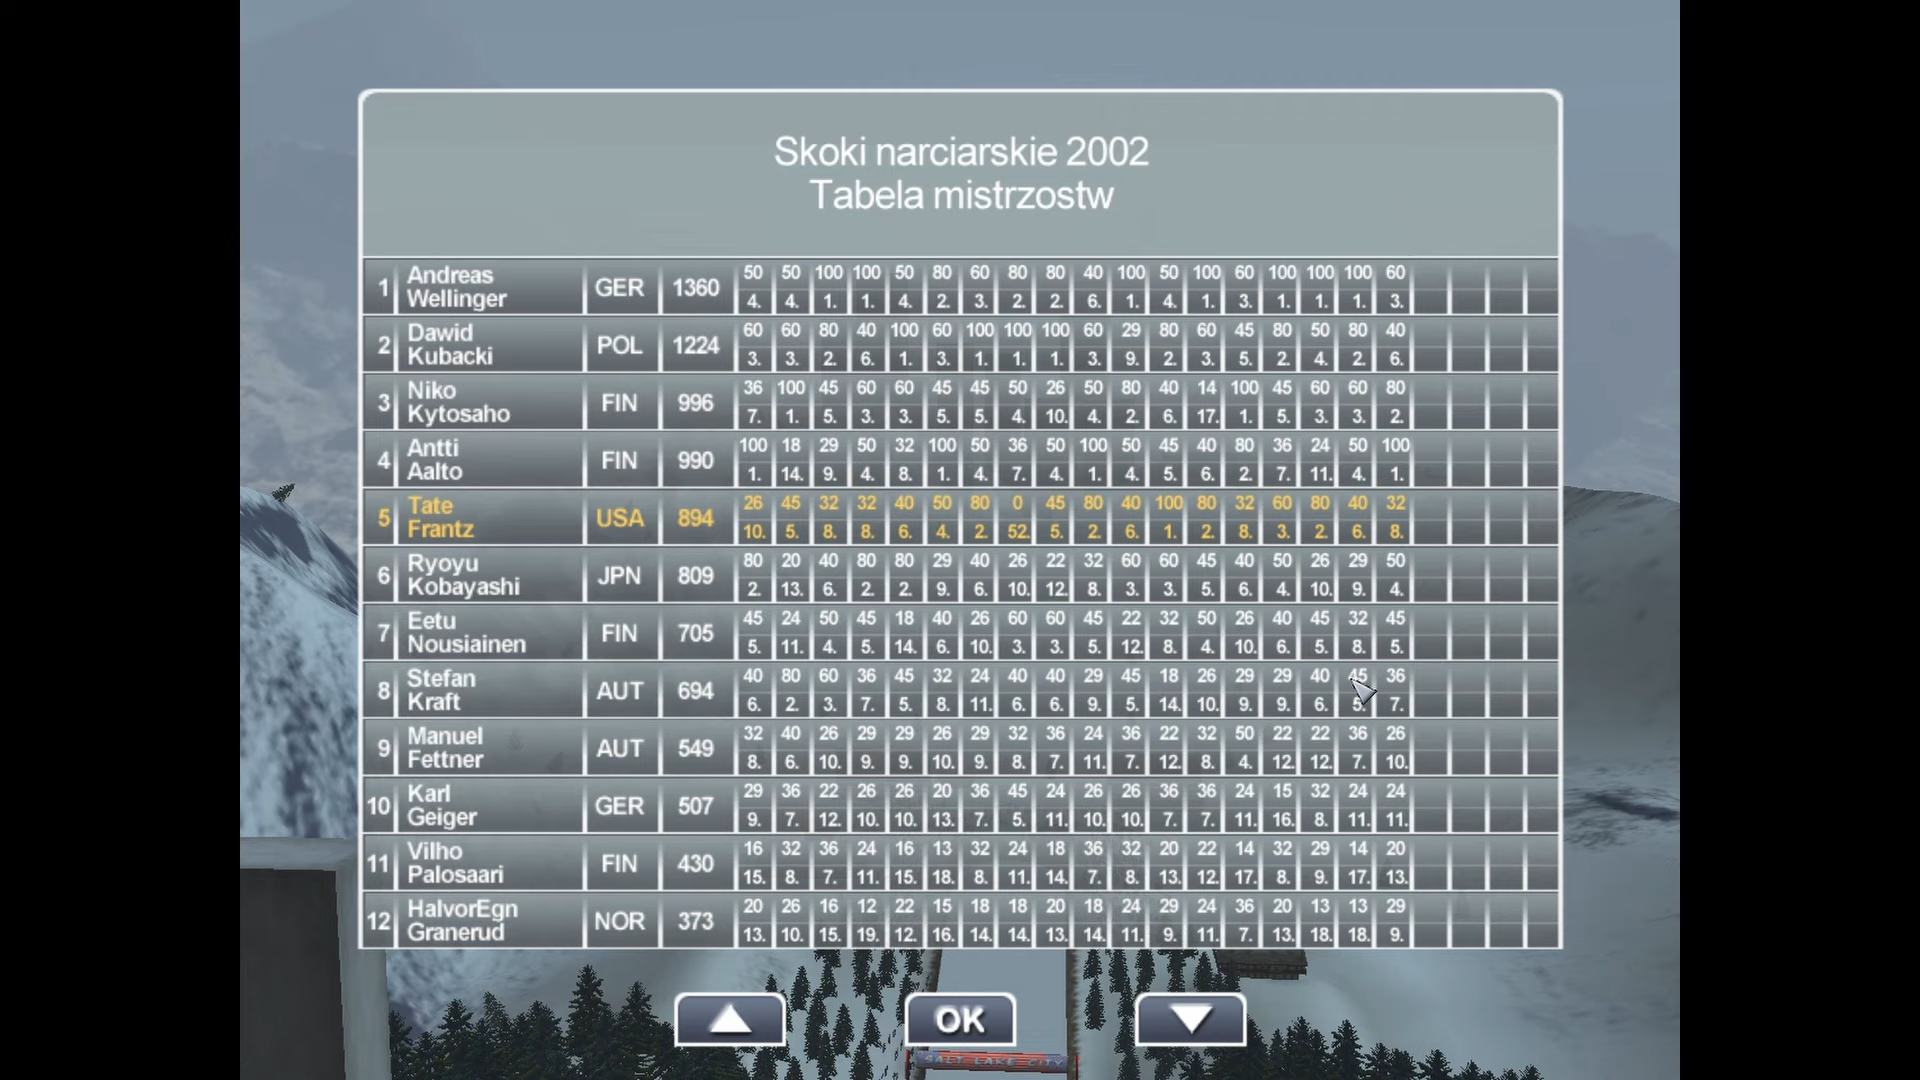 Skoki narciarskie 2002
Tabela mistrzostw
1 Andreas Wellinger GER 1360 50 50 100 100 50 80 60 80 80 40 100 50 100 60 100 100 100 60
4. 4. 1. 1. 4. 2. 3. 2. 2. 6. 1. 4. 1. 3. 1. 1. 1. 3.
2 Dawid Kubacki POL 1224 60 60 80 40 100 60 100 100 100 60 29 80 60 45 80 50 80 40
3. 3. 2. 6. 1. 3. 1. 1. 1. 3. 9. 2. 3. 5. 2. 4. 2. 6.
3 Niko Kytosaho FIN 996 36 100 45 60 60 45 45 50 26 50 80 40 14 100 45 60 60 80
7. 1. 5. 3. 3. 5. 5. 4. 10. 4. 2. 6. 17. 1. 5. 3. 3. 2.
4 Antti Aalto FIN 990 100 18 29 50 32 100 50 36 50 100 50 45 40 80 36 24 50 100
1. 14. 9. 4. 8. 1. 4. 7. 4. 1. 4. 5. 6. 2. 7. 11. 4. 1.
5 Tate Frantz USA 894 26 45 32 32 40 50 80 0 45 80 40 100 80 32 60 80 40 32
10. 5. 8. 8. 6. 4. 2. 52. 5. 2. 6. 1. 2. 8. 3. 2. 6. 8.
6 Ryoyu Kobayashi JPN 809 80 20 40 80 80 29 40 26 22 32 60 60 45 40 50 26 29 50
2. 13. 6. 2. 2. 9. 6. 10. 12. 8. 3. 3. 5. 6. 4. 10. 9. 4.
7 Eetu Nousiainen FIN 705 45 24 50 45 18 40 26 60 60 45 22 32 50 26 40 45 32 45
5. 11. 4. 5. 14. 6. 10. 3. 3. 5. 12. 8. 4. 10. 6. 5. 8. 5.
8 Stefan Kraft AUT 694 40 80 60 36 45 32 24 40 40 29 45 18 26 29 29 40 45 36
6. 2. 3. 7. 5. 8. 11. 6. 6. 9. 5. 14. 10. 9. 9. 6. 5. 7.
9 Manuel Fettner AUT 549 32 40 26 29 29 26 29 32 36 24 36 22 32 50 22 22 36 26
8. 6. 10. 9. 9. 10. 9. 8. 7. 11. 7. 12. 8. 4. 12. 12. 7. 10.
10 Karl Geiger GER 507 29 36 22 26 26 20 36 45 24 26 26 36 36 24 15 32 24 24
9. 7. 12. 10. 10. 13. 7. 5. 11. 10. 10. 7. 7. 11. 16. 8. 11. 11.
11 Vilho Palosaari FIN 430 16 32 36 24 16 13 32 24 18 36 32 20 22 14 32 29 14 20
15. 8. 7. 11. 15. 18. 8. 11. 14. 7. 8. 13. 12. 17. 8. 9. 17. 13.
12 HalvorEgn Granerud NOR 373 20 26 16 12 22 15 18 18 20 18 24 29 24 36 20 13 13 29
13. 10. 15. 19. 12. 16. 14. 14. 13. 14. 11. 9. 11. 7. 13. 18. 18. 9.
OK
SALT LAKE CITY